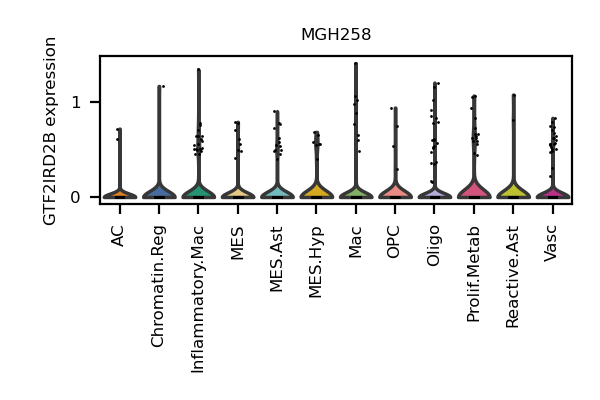 MGH258
GTF2IRD2B expression
1
0
AC
Chromatin.Reg
Inflammatory.Mac
MES
MES.Ast
MES.Hyp
Mac
OPC
Oligo
Prolif.Metab
Reactive.Ast
Vasc